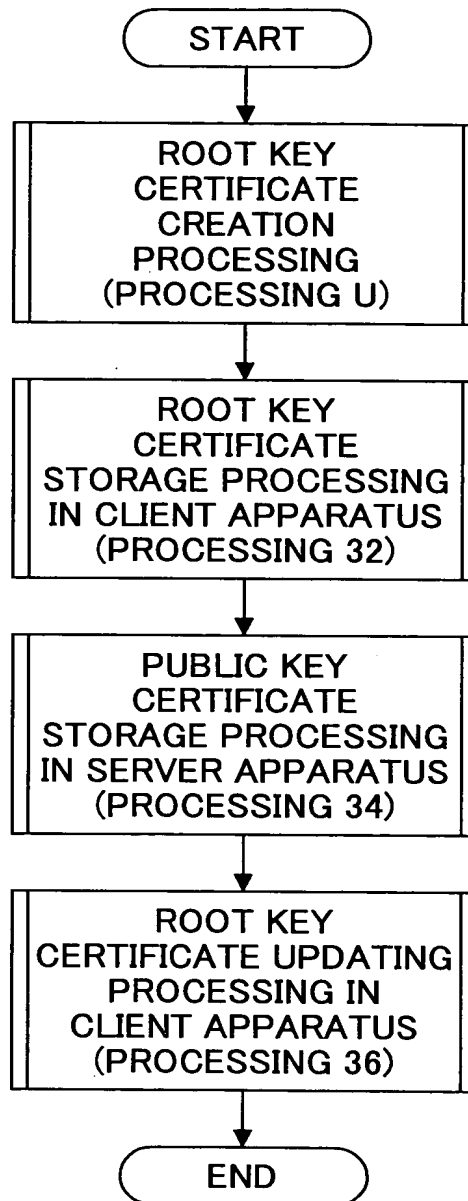 START
ROOT KEY
CERTIFICATE
CREATION
PROCESSING
(PROCESSING U)
ROOT KEY
CERTIFICATE
STORAGE PROCESSING
IN CLIENT APPARATUS
(PROCESSING 32)
PUBLIC KEY
CERTIFICATE
STORAGE PROCESSING
IN SERVER APPARATUS
(PROCESSING 34)
ROOT KEY
CERTIFICATE UPDATING
PROCESSING IN
CLIENT APPARATUS
(PROCESSING 36)
END